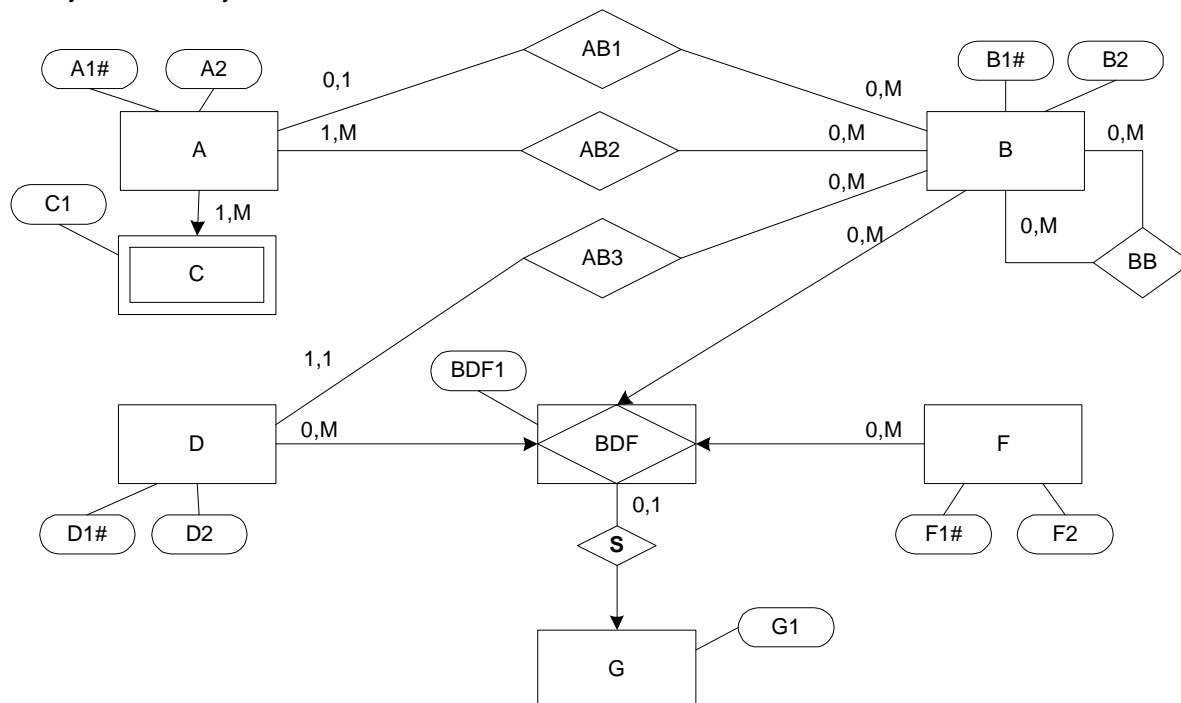 AB1
A1#
A2
B1#
B2
0,1
0,M
1,M
0,M
0,M
A
AB2
B
C1
1,M
0,M
0,M
0,M
C
AB3
BB
1,1
BDF1
D
0,M
BDF
0,M
F
0,1
D1#
D2
S
F1#
F2
G1
G